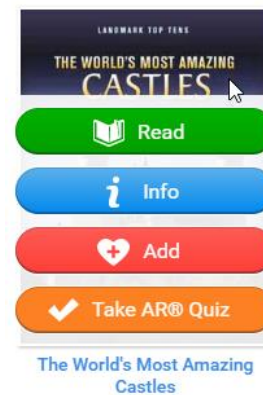 LANDMARK TOP TENS
THE WORLD'S MOST AMAZING
CASTLES
Read
i Info
Add
Take AR® Quiz
The World's Most Amazing
Castles